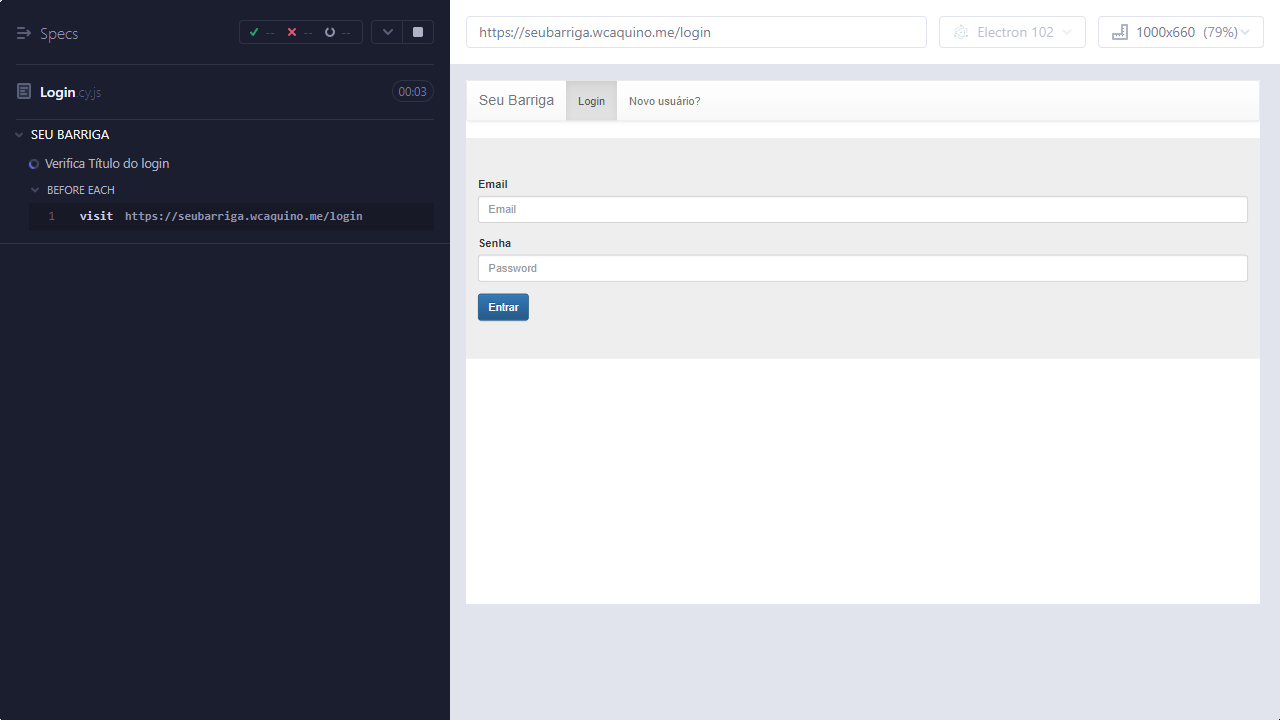 Specs
-- -- --
Login.cy.js
00:03
SEU BARRIGA
Verifica Título do login
BEFORE EACH
1 visit https://seubarriga.wcaquino.me/login
https://seubarriga.wcaquino.me/login
Electron 102
1000x660 (79%)
Seu Barriga
Login
Novo usuário?
Email
Email
Senha
Password
Entrar